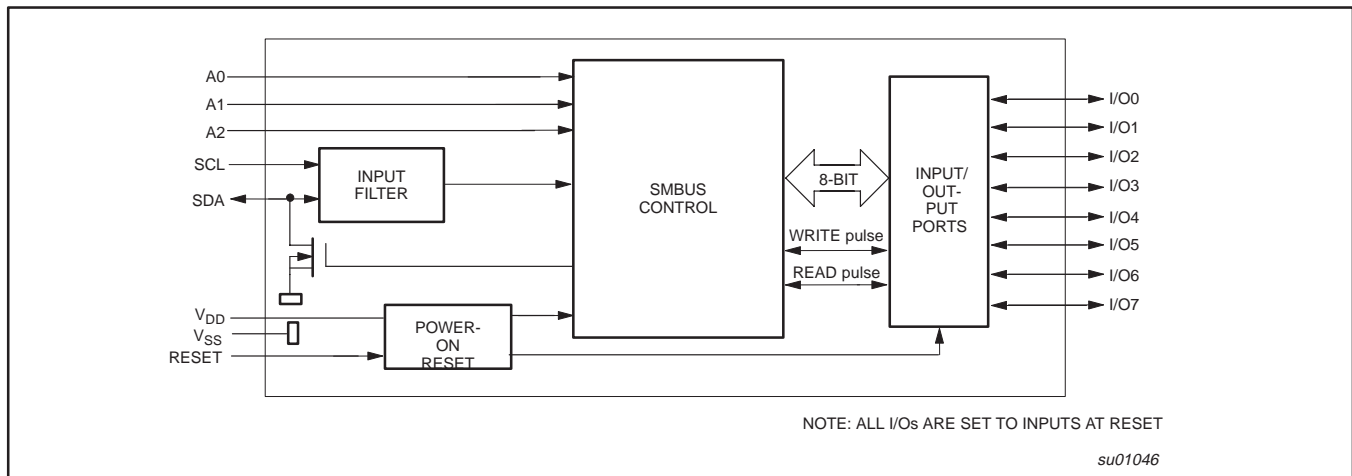 A0
A1
A2
SCL
SDA
VDD
VSS
RESET
INPUT
FILTER
POWER-
ON
RESET
SMBUS
CONTROL
8-BIT
WRITE pulse
READ pulse
INPUT/
OUT-
PUT
PORTS
I/O0
I/O1
I/O2
I/O3
I/O4
I/O5
I/O6
I/O7
NOTE: ALL I/Os ARE SET TO INPUTS AT RESET
su01046